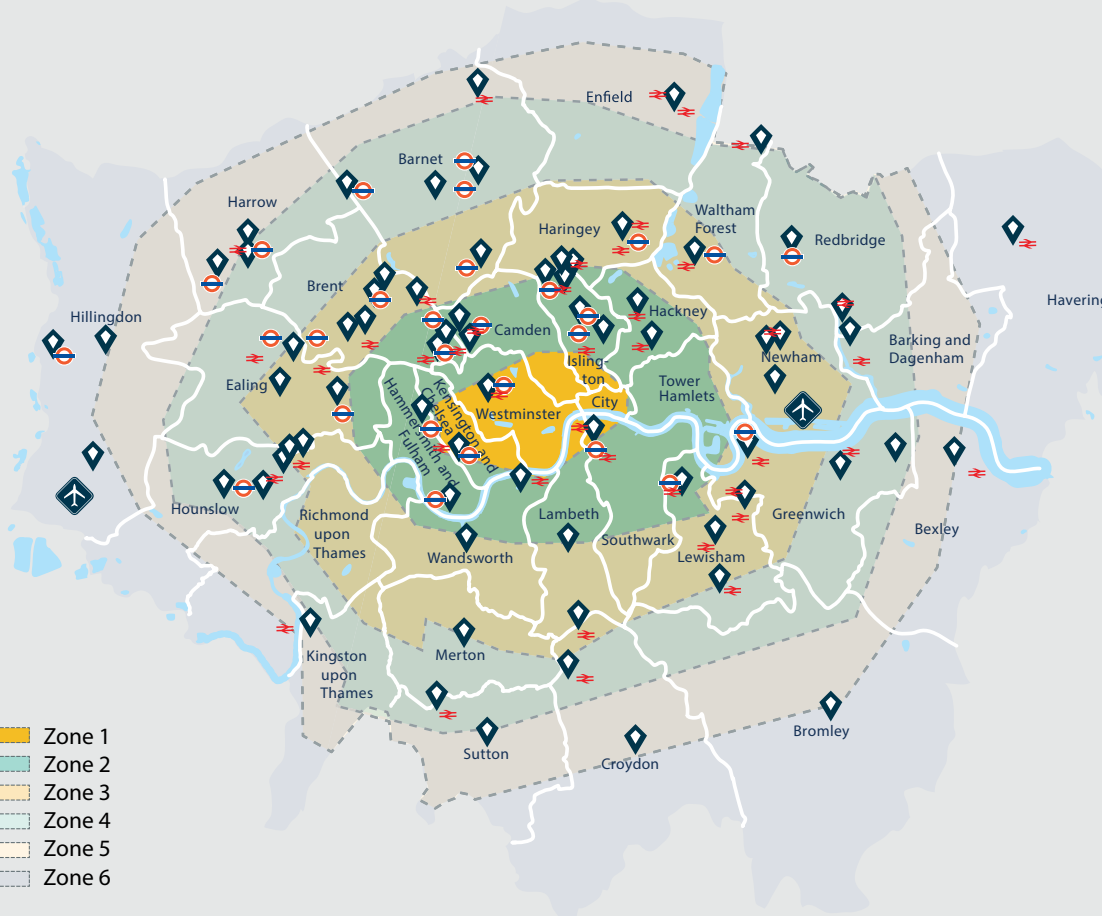 Enfield
Barnet
Harrow
Haringey
Waltham
Forest
Redbridge
Brent
Havering
Hillingdon
Hackney
Camden
Barking and
Dagenham
Newham
Isling-
ton
Ealing
Tower
Hamlets
City
Westminster
Kensington and
Chelsea
Hammersmith and
Fulham
Hounslow
Richmond
upon
Thames
Lambeth
Greenwich
Southwark
Bexley
Wandsworth
Lewisham
Kingston
upon
Thames
Merton
Bromley
Sutton
Croydon
Zone 1
Zone 2
Zone 3
Zone 4
Zone 5
Zone 6